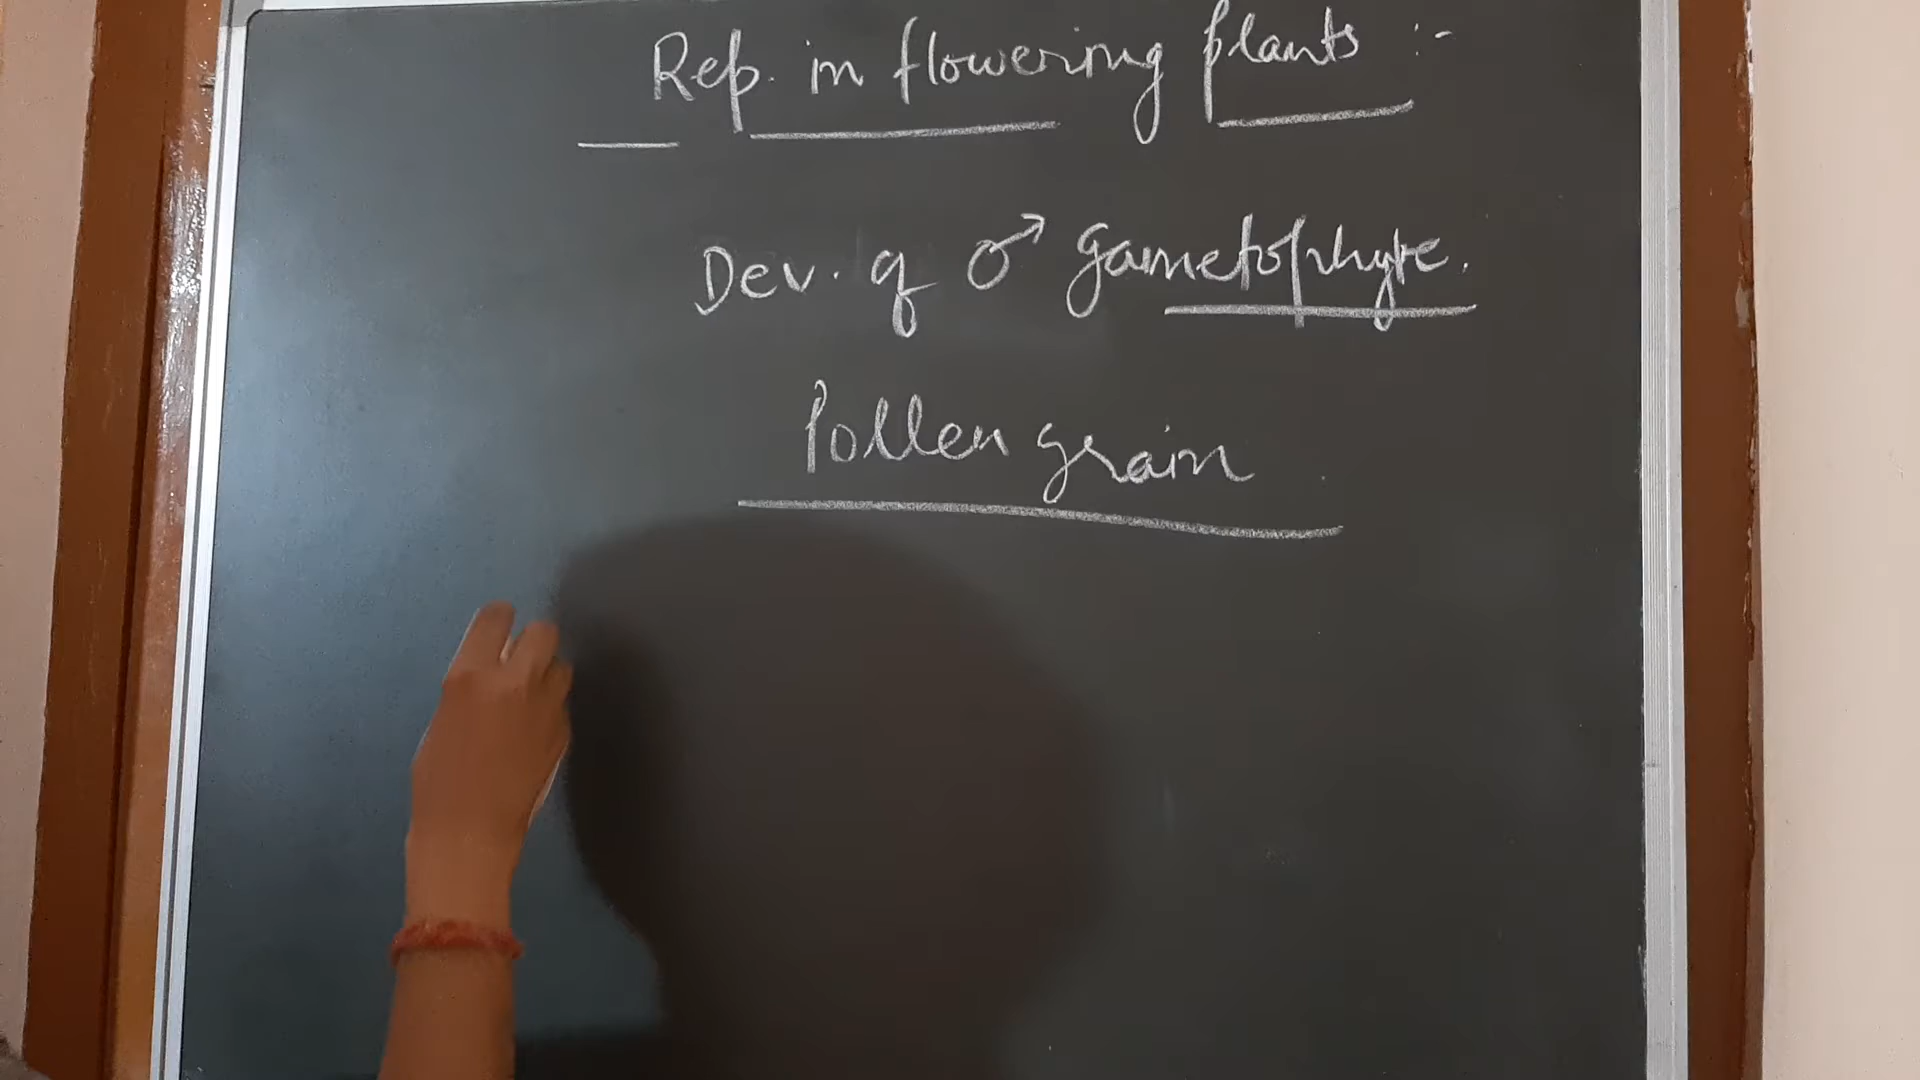 Rep. in flowering plants :-
Dev. of ♂ gametophyte.
Pollen grain